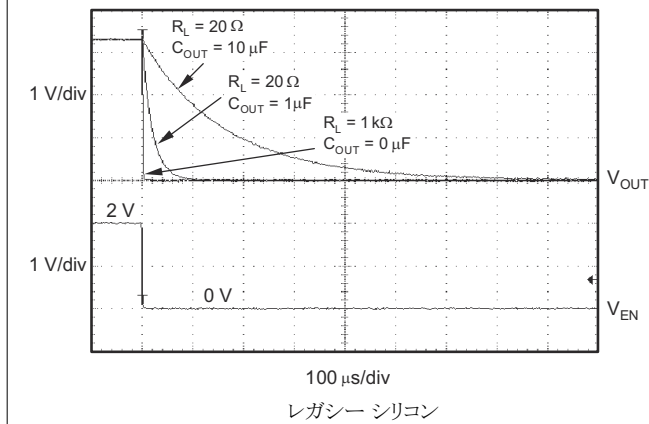 R_L = 20 Ω
C_OUT = 10 µF
R_L = 20 Ω
C_OUT = 1µF
1 V/div
R_L = 1 kΩ
C_OUT = 0 µF
V_OUT
2 V
1 V/div
0 V
V_EN
100 µs/div
レガシー シリコン